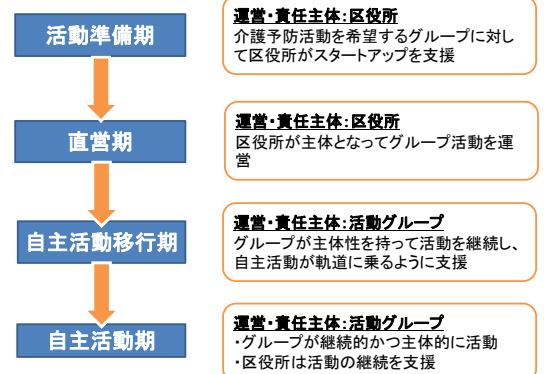 活動準備期
運営・責任主体：区役所
介護予防活動を希望するグループに対し
て区役所がスタートアップを支援
直営期
運営・責任主体：区役所
区役所が主体となってグループ活動を運
営
自主活動移行期
運営・責任主体：活動グループ
グループが主体性を持って活動を継続し、
自主活動が軌道に乗るように支援
自主活動期
運営・責任主体：活動グループ
・グループが継続的かつ主体的に活動
・区役所は活動の継続を支援